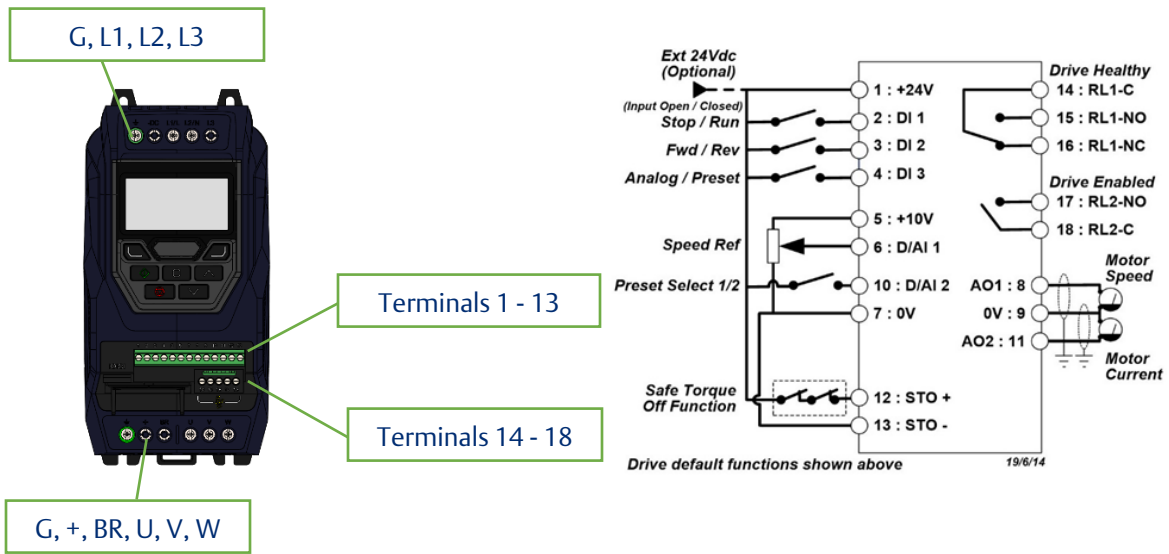 G, L1, L2, L3
Terminals 1 - 13
Terminals 14 - 18
G, +, BR, U, V, W
Ext 24Vdc
(Optional)
(Input Open / Closed)
Stop / Run
Fwd / Rev
Analog / Preset
Speed Ref
Preset Select 1/2
Safe Torque
Off Function
1 : +24V
2 : DI 1
3 : DI 2
4 : DI 3
5 : +10V
6 : D/AI 1
10 : D/AI 2
7 : 0V
12 : STO +
13 : STO -
Drive Healthy
14 : RL1-C
15 : RL1-NO
16 : RL1-NC
Drive Enabled
17 : RL2-NO
18 : RL2-C
Motor
Speed
AO1 : 8
0V : 9
AO2 : 11
Motor
Current
Drive default functions shown above
19/6/14